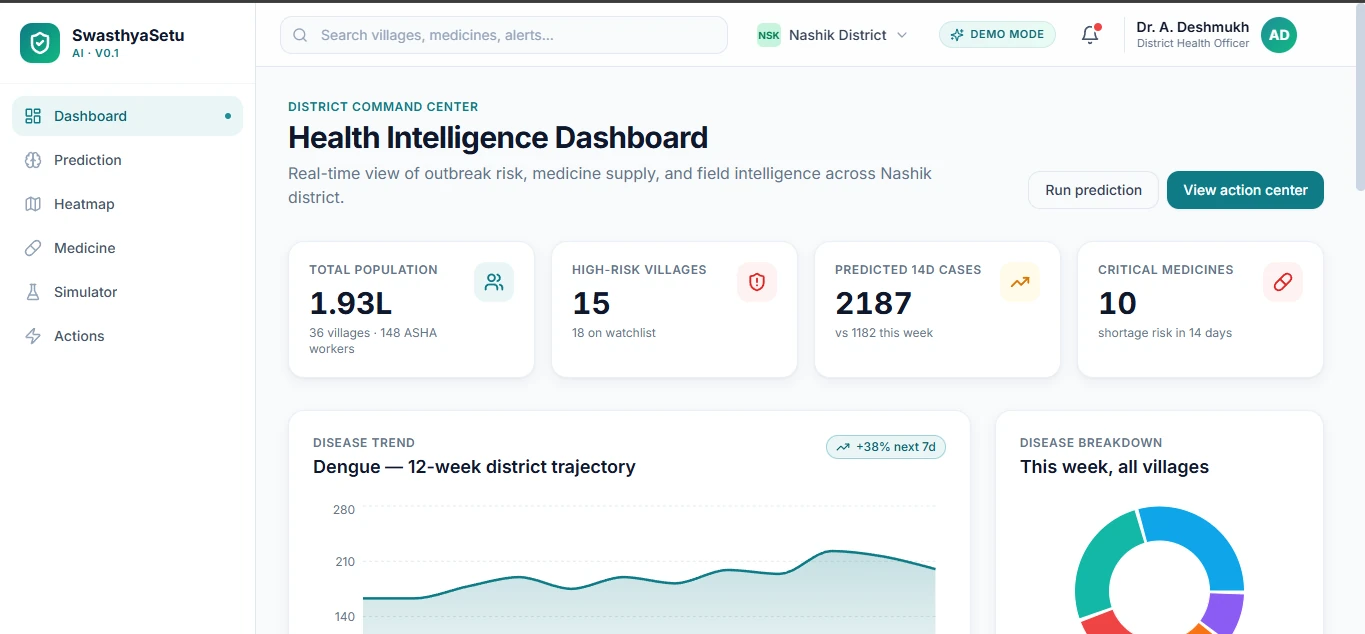 SwasthyaSetu
AI · V0.1
Search villages, medicines, alerts...
NSK
Nashik District
DEMO MODE
Dr. A. Deshmukh
District Health Officer
AD
Dashboard
Prediction
Heatmap
Medicine
Simulator
Actions
DISTRICT COMMAND CENTER
Health Intelligence Dashboard
Real-time view of outbreak risk, medicine supply, and field intelligence across Nashik
district.
Run prediction
View action center
TOTAL POPULATION
1.93L
36 villages · 148 ASHA
workers
HIGH-RISK VILLAGES
15
18 on watchlist
PREDICTED 14D CASES
2187
vs 1182 this week
CRITICAL MEDICINES
10
shortage risk in 14 days
DISEASE TREND
Dengue — 12-week district trajectory
+38% next 7d
280
210
140
DISEASE BREAKDOWN
This week, all villages